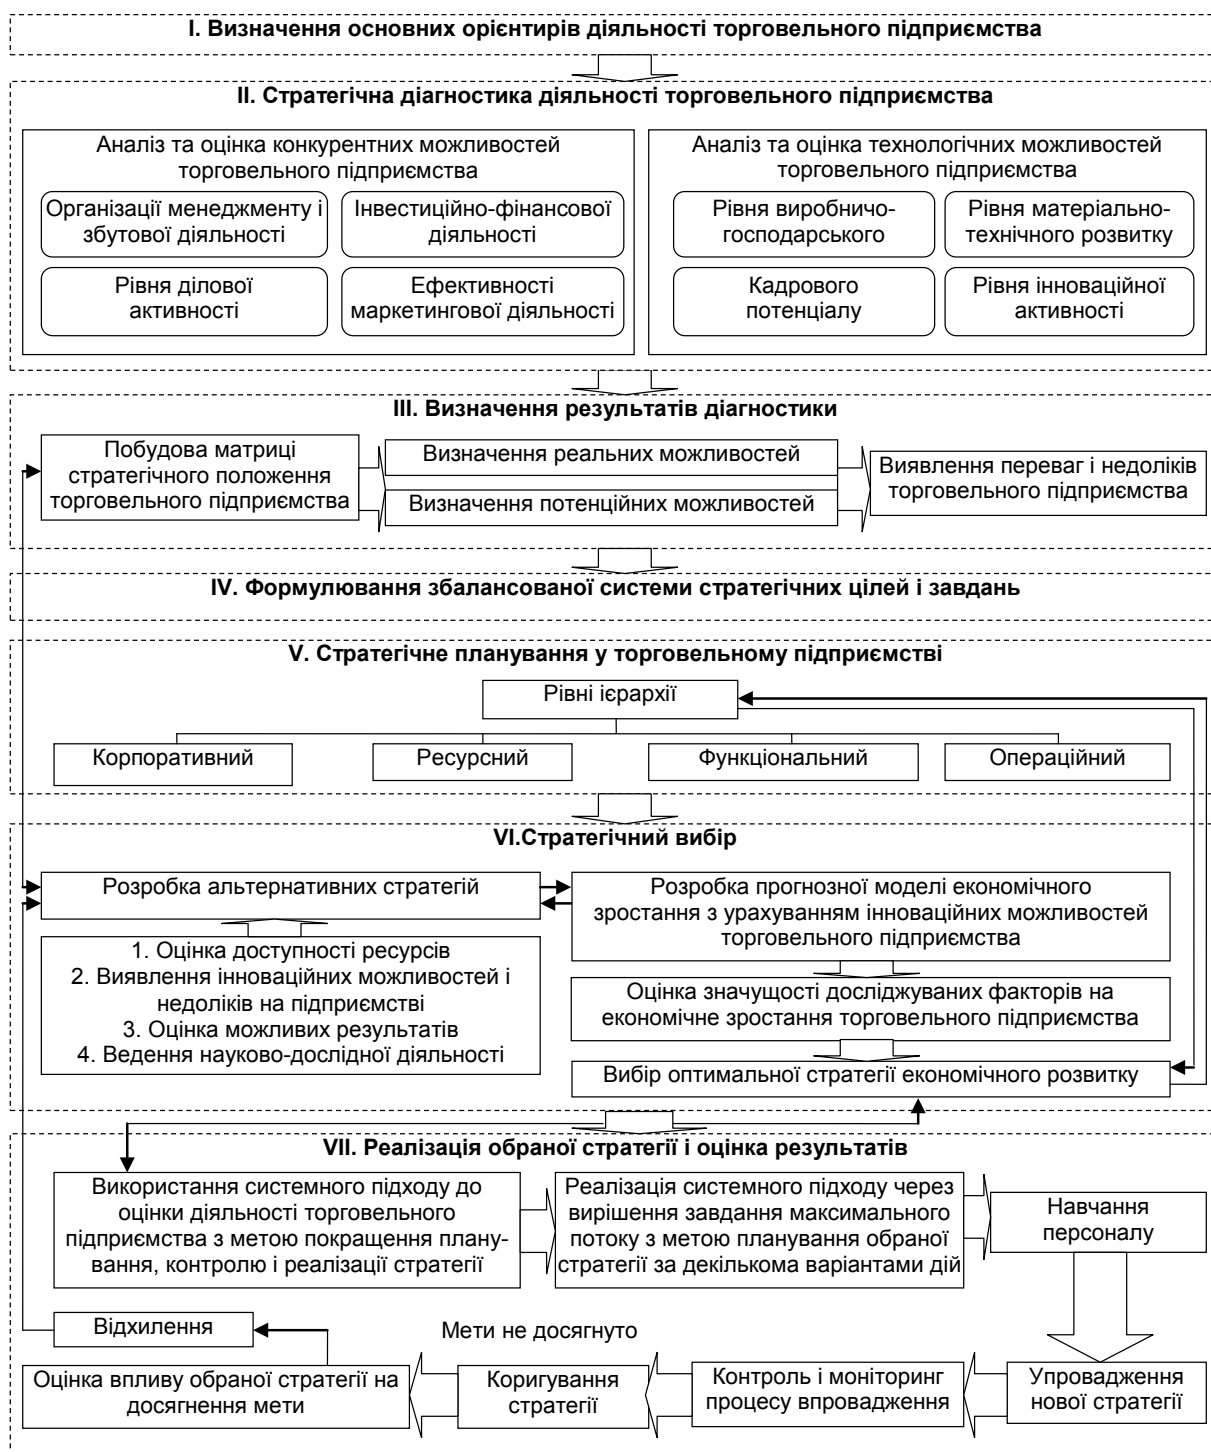 I. Визначення основних орієнтирів діяльності торговельного підприємства
II. Стратегічна діагностика діяльності торговельного підприємства
Аналіз та оцінка конкурентних можливостей
торговельного підприємства
Організації менеджменту і
збутової діяльності
Інвестиційно-фінансової
діяльності
Рівня ділової
активності
Ефективності
маркетингової діяльності
Аналіз та оцінка технологічних можливостей
торговельного підприємства
Рівня виробничо-
господарського
Рівня матеріально-
технічного розвитку
Кадрового
потенціалу
Рівня інноваційної
активності
III. Визначення результатів діагностики
Побудова матриці
стратегічного положення
торговельного підприємства
Визначення реальних можливостей
Визначення потенційних можливостей
Виявлення переваг і недоліків
торговельного підприємства
IV. Формулювання збалансованої системи стратегічних цілей і завдань
V. Стратегічне планування у торговельному підприємстві
Рівні ієрархії
Корпоративний
Ресурсний
Функціональний
Операційний
VI.Стратегічний вибір
Розробка альтернативних стратегій
1. Оцінка доступності ресурсів
2. Виявлення інноваційних можливостей і
недоліків на підприємстві
3. Оцінка можливих результатів
4. Ведення науково-дослідної діяльності
Розробка прогнозної моделі економічного
зростання з урахуванням інноваційних можливостей
торговельного підприємства
Оцінка значущості досліджуваних факторів на
економічне зростання торговельного підприємства
Вибір оптимальної стратегії економічного розвитку
VII. Реалізація обраної стратегії і оцінка результатів
Використання системного підходу до
оцінки діяльності торговельного
підприємства з метою покращення плану-
вання, контролю і реалізації стратегії
Реалізація системного підходу через
вирішення завдання максимального
потоку з метою планування обраної
стратегії за декількома варіантами дій
Навчання
персоналу
Відхилення
Мети не досягнуто
Оцінка впливу обраної стратегії на
досягнення мети
Коригування
стратегії
Контроль і моніторинг
процесу впровадження
Упровадження
нової стратегії